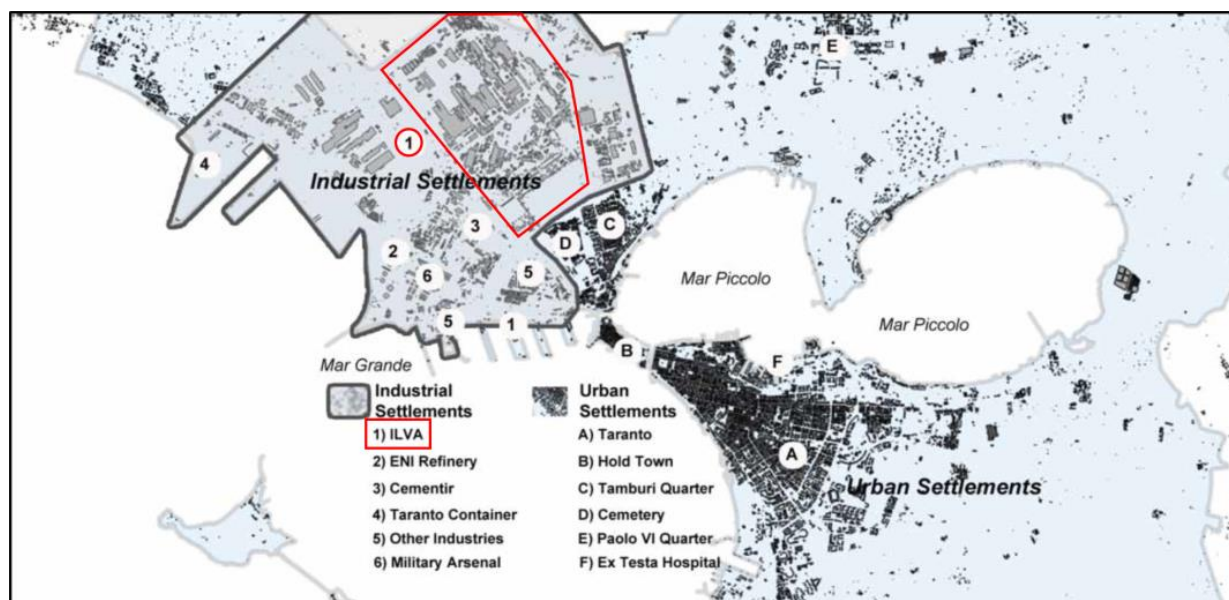 E
1
4
Industrial Settlements
C
3
D
2
6
5
Mar Piccolo
5
1
Mar Piccolo
B
F
Mar Grande
Industrial
Settlements
1) ILVA
2) ENI Refinery
3) Cementir
4) Taranto Container
5) Other Industries
6) Military Arsenal
Urban
Settlements
A) Taranto
B) Hold Town
C) Tamburi Quarter
D) Cemetery
E) Paolo VI Quarter
F) Ex Testa Hospital
A
Urban Settlements